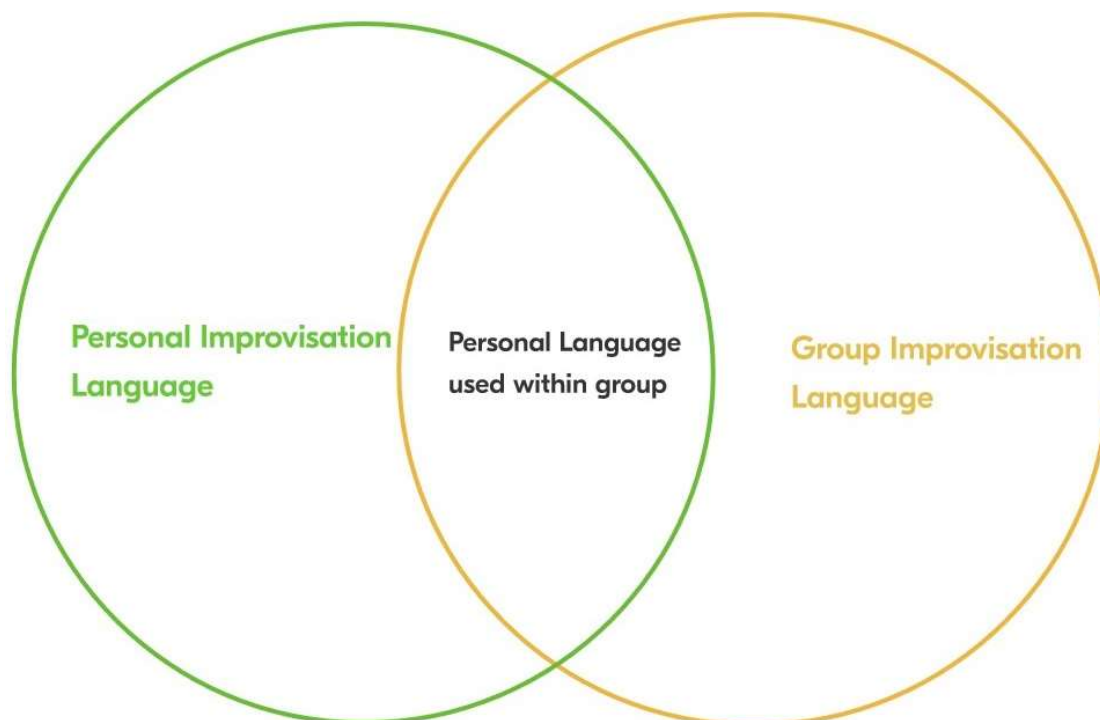 Personal Improvisation
Language
Personal Language
used within group
Group Improvisation
Language